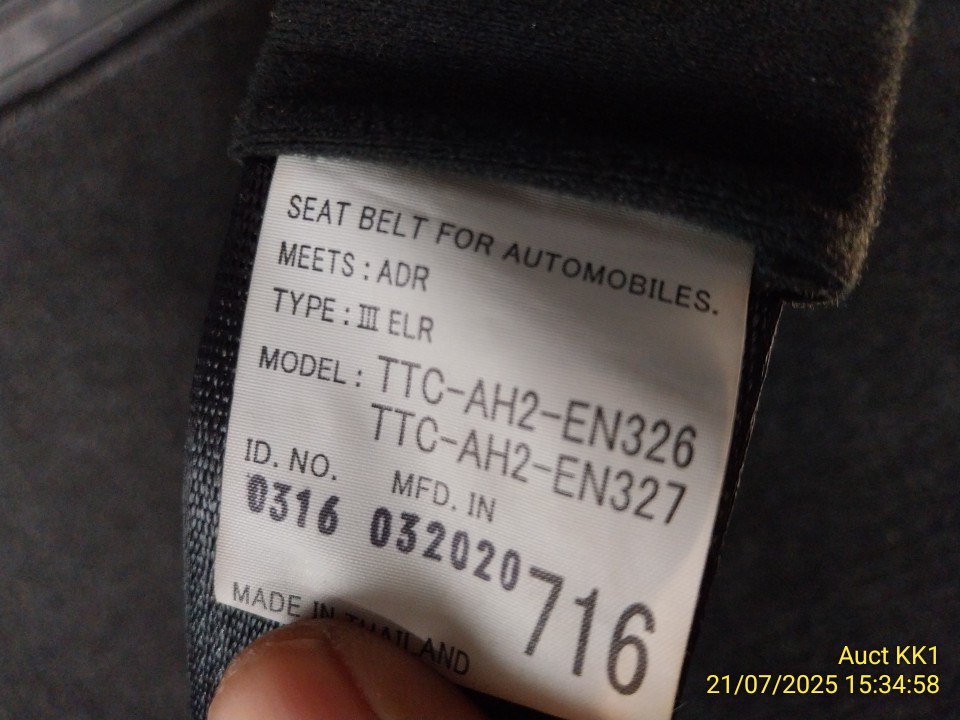 SEAT BELT FOR AUTOMOBILES.
MEETS : ADR
TYPE : Ⅲ ELR
MODEL : TTC-AH2-EN326
TTC-AH2-EN327
ID. NO. MFD. IN
0316 032020 716
MADE IN THAILAND
Auct KK1
21/07/2025 15:34:58